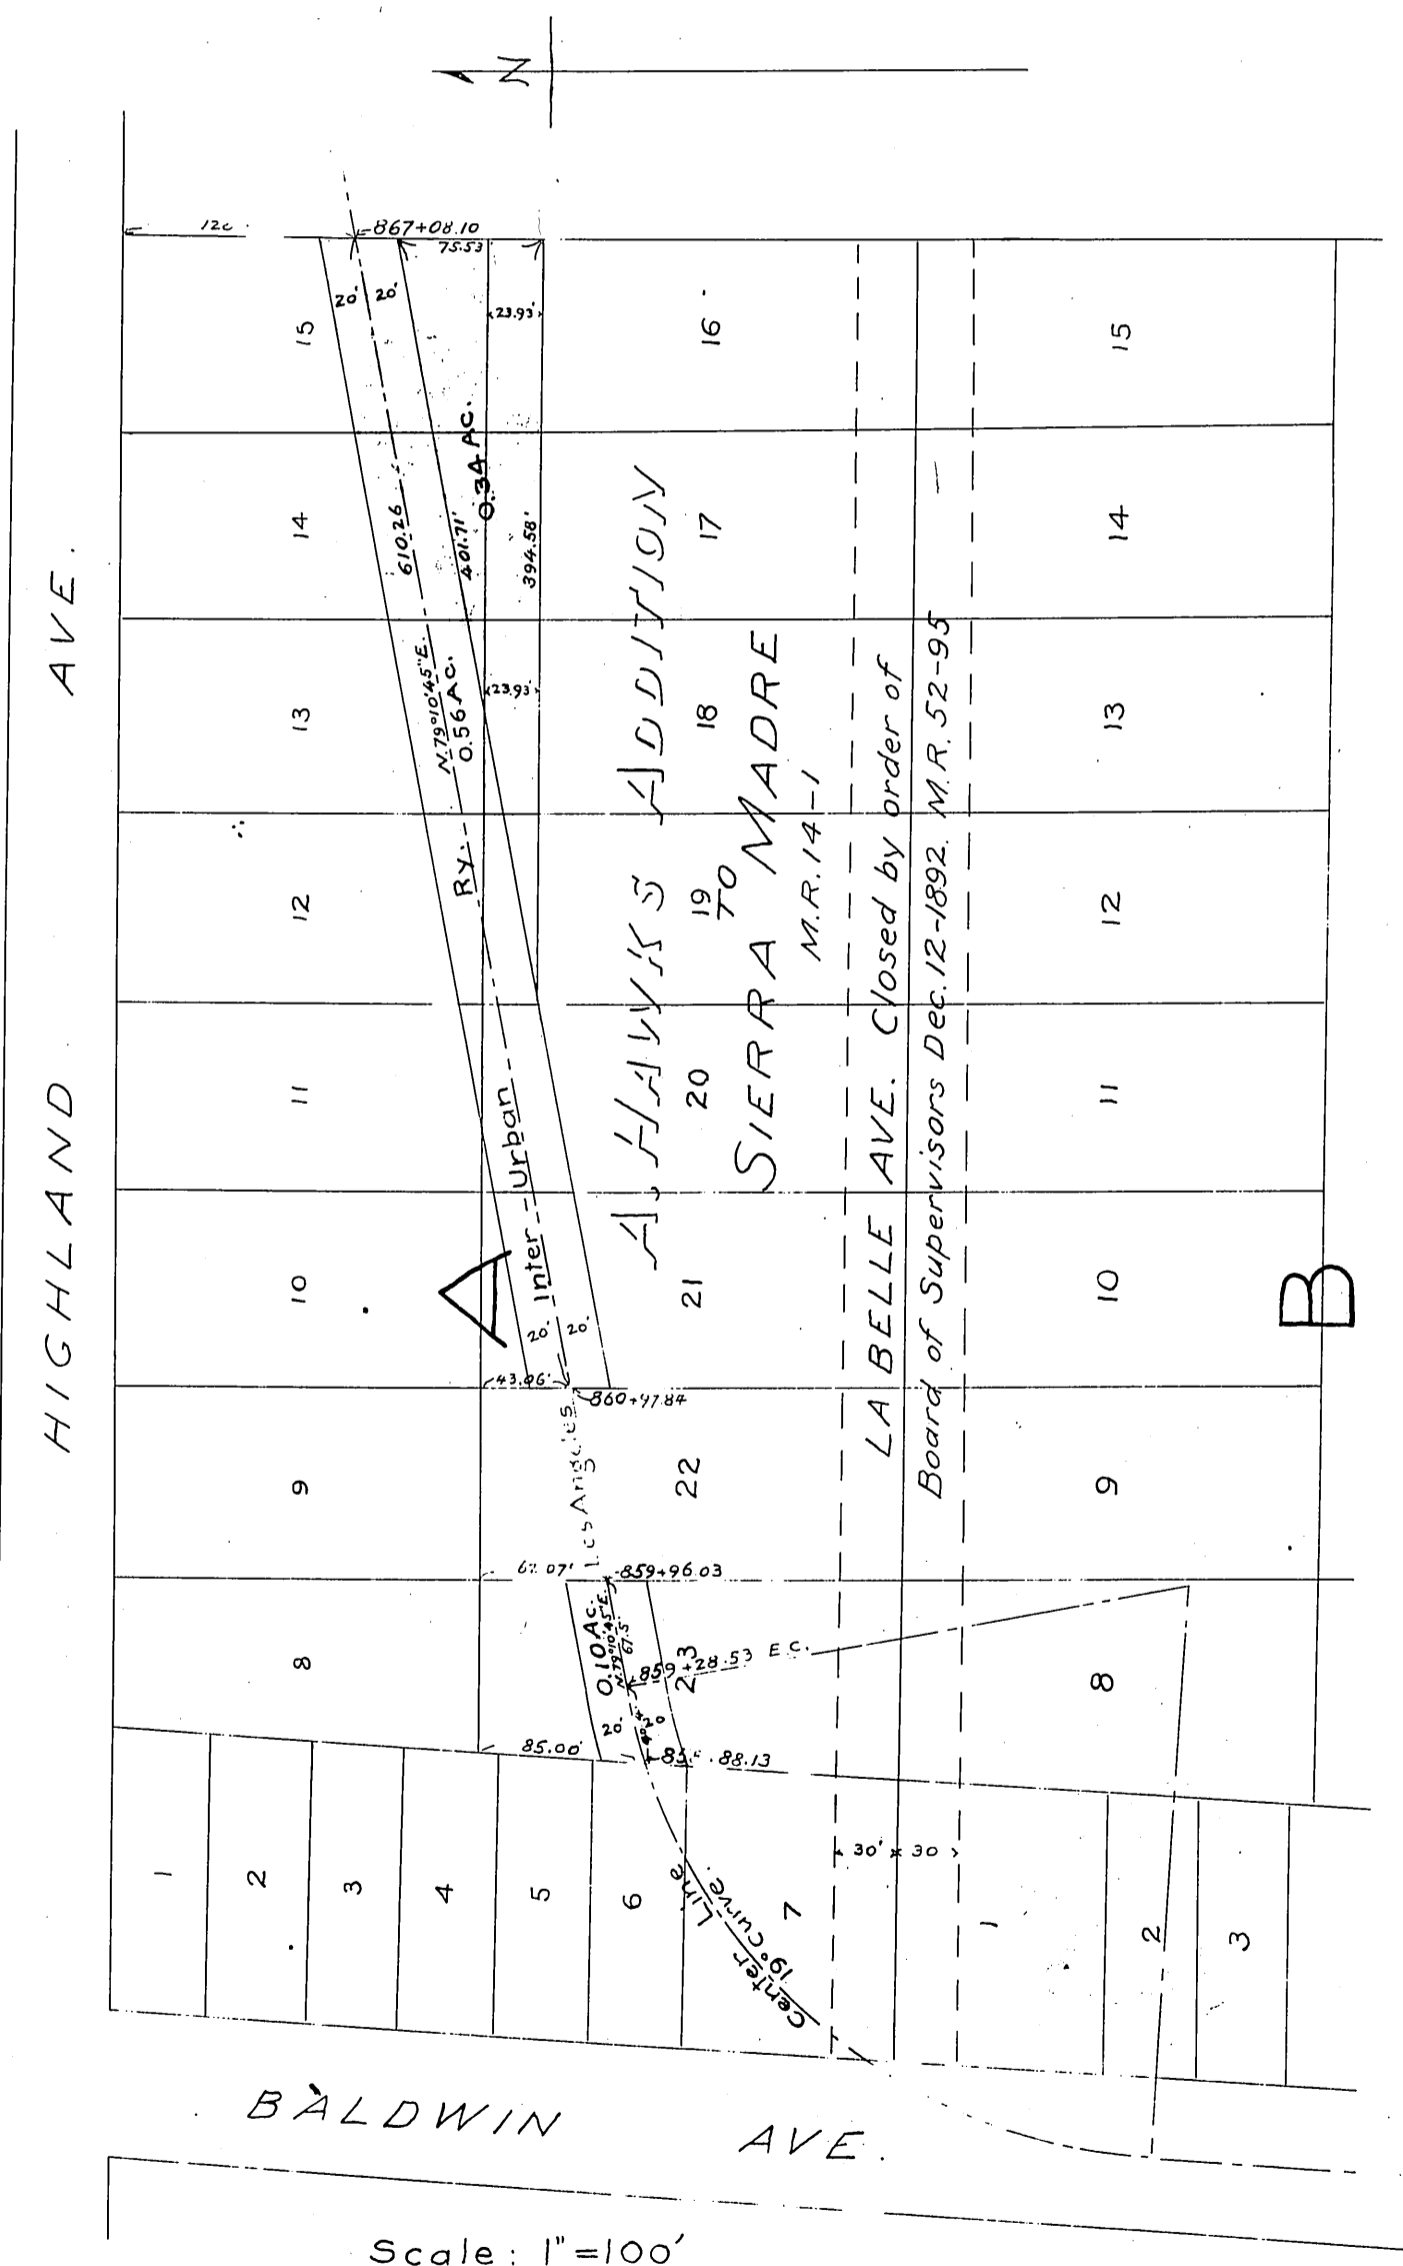 N
HIGHLAND AVE.
120
867+08.10
75.53
20'
20'
23.93'
15
14
13
12
11
10
9
8
610.26
401.71'
0.34 AC.
394.58'
N.79°10'45"E.
0.56 AC.
23.93'
Los Angeles Inter-Urban Ry.
16
17
18
19
20
21
22
23
A. HAWKS ADDITION
TO
SIERRA MADRE
M.R. 14-1
LA BELLE AVE. Closed by order of
Board of Supervisors Dec. 12-1892. M.R. 52-95
15
14
13
12
11
10
9
8
A
B
20.
20.
43.06'
860+97.84
859+96.03
0.10 AC.
N.79°10'45"E.
67.5'
859+28.53 E.C.
20.
20
85.00'
88.13
1
2
3
4
5
6
7
Center Line
19° Curve.
30'
30
1
2
3
BALDWIN AVE.
Scale: 1"=100'